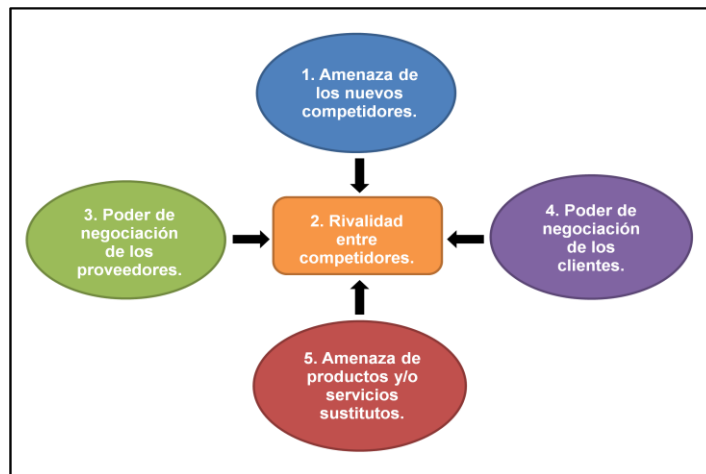 1. Amenaza de
los nuevos
competidores.
3. Poder de
negociación
de los
proveedores.
2. Rivalidad
entre
competidores.
4. Poder de
negociación
de los
clientes.
5. Amenaza de
productos y/o
servicios
sustitutos.